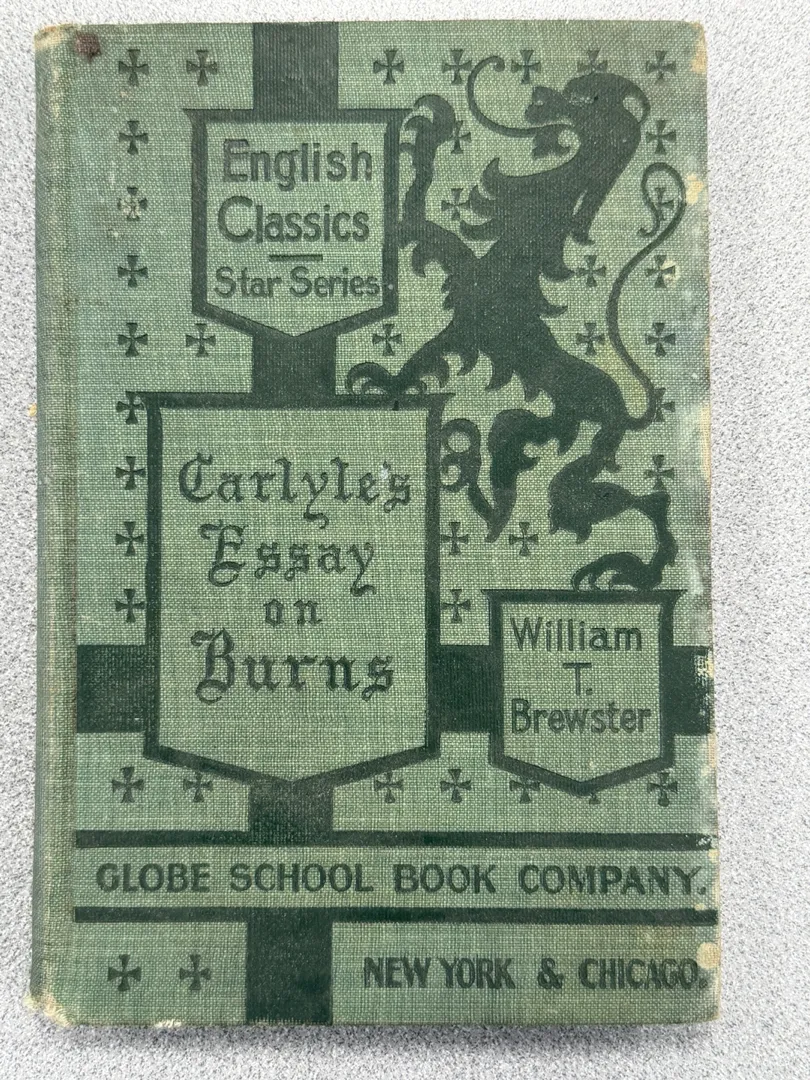 English
Classics
Star Series
Carlyle's
Essay
on
Burns
William
T.
Brewster
GLOBE SCHOOL BOOK COMPANY.
NEW YORK & CHICAGO.